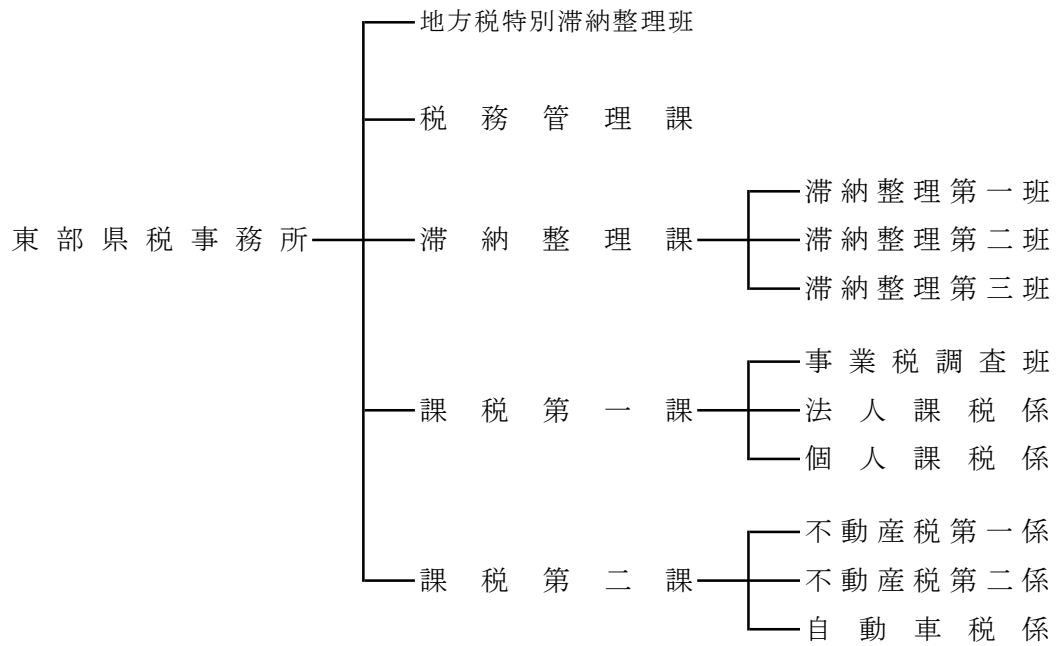 地方税特別滞納整理班
税務管理課
滞納整理第一班
東部県税事務所 滞納整理課 滞納整理第二班
滞納整理第三班
事業税調査班
課税第一課 法人課税係
個人課税係
不動産税第一係
課税第二課 不動産税第二係
自動車税係